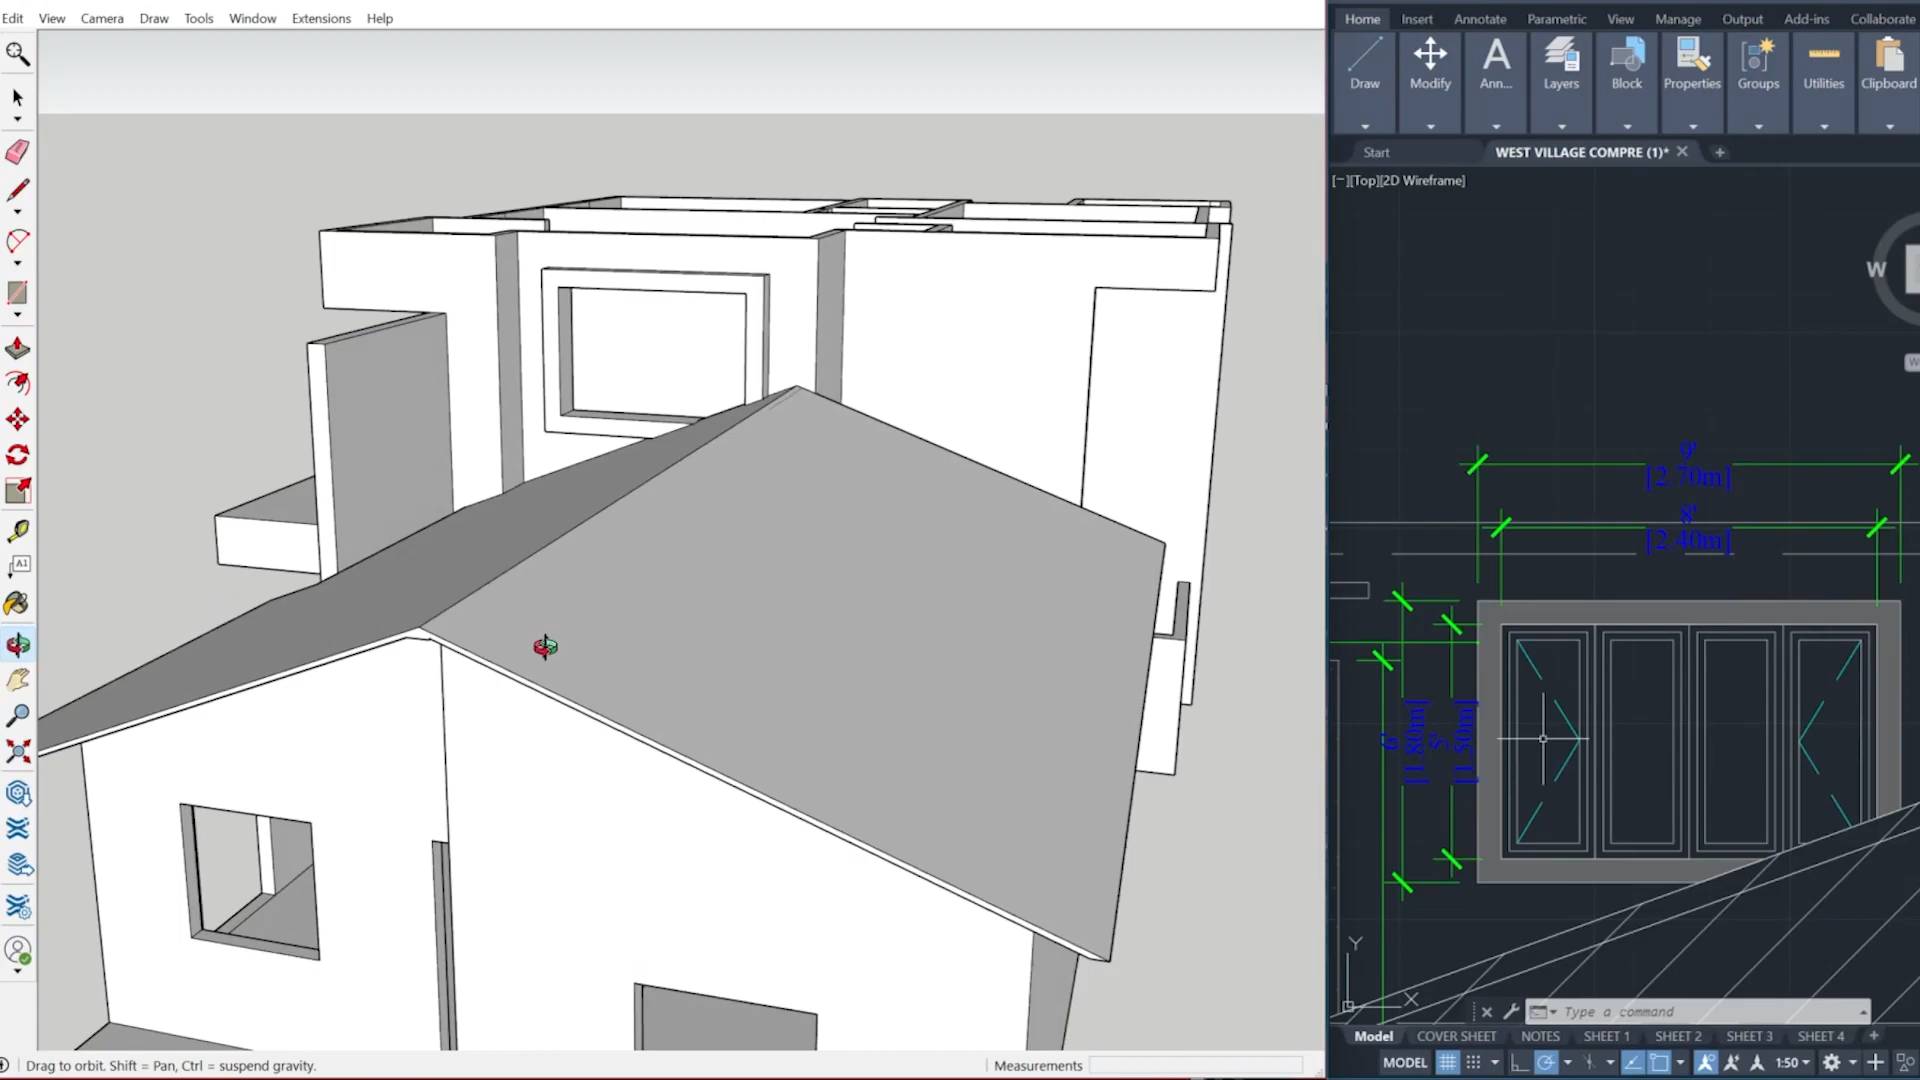 Edit View Camera Draw Tools Window Extensions Help
A1
Drag to orbit. Shift = Pan, Ctrl = suspend gravity.
Measurements
Home Insert Annotate Parametric View Manage Output Add-ins Collaborate
Draw Modify Ann... Layers Block Properties Groups Utilities Clipboard
Start WEST VILLAGE COMPRE (1)*
[−][Top][2D Wireframe]
W
9'
[2.70m]
8'
[2.40m]
6'
[1.80m]
5'
[1.50m]
Y
X
Type a command
Model COVER SHEET NOTES SHEET 1 SHEET 2 SHEET 3 SHEET 4
MODEL 1:50